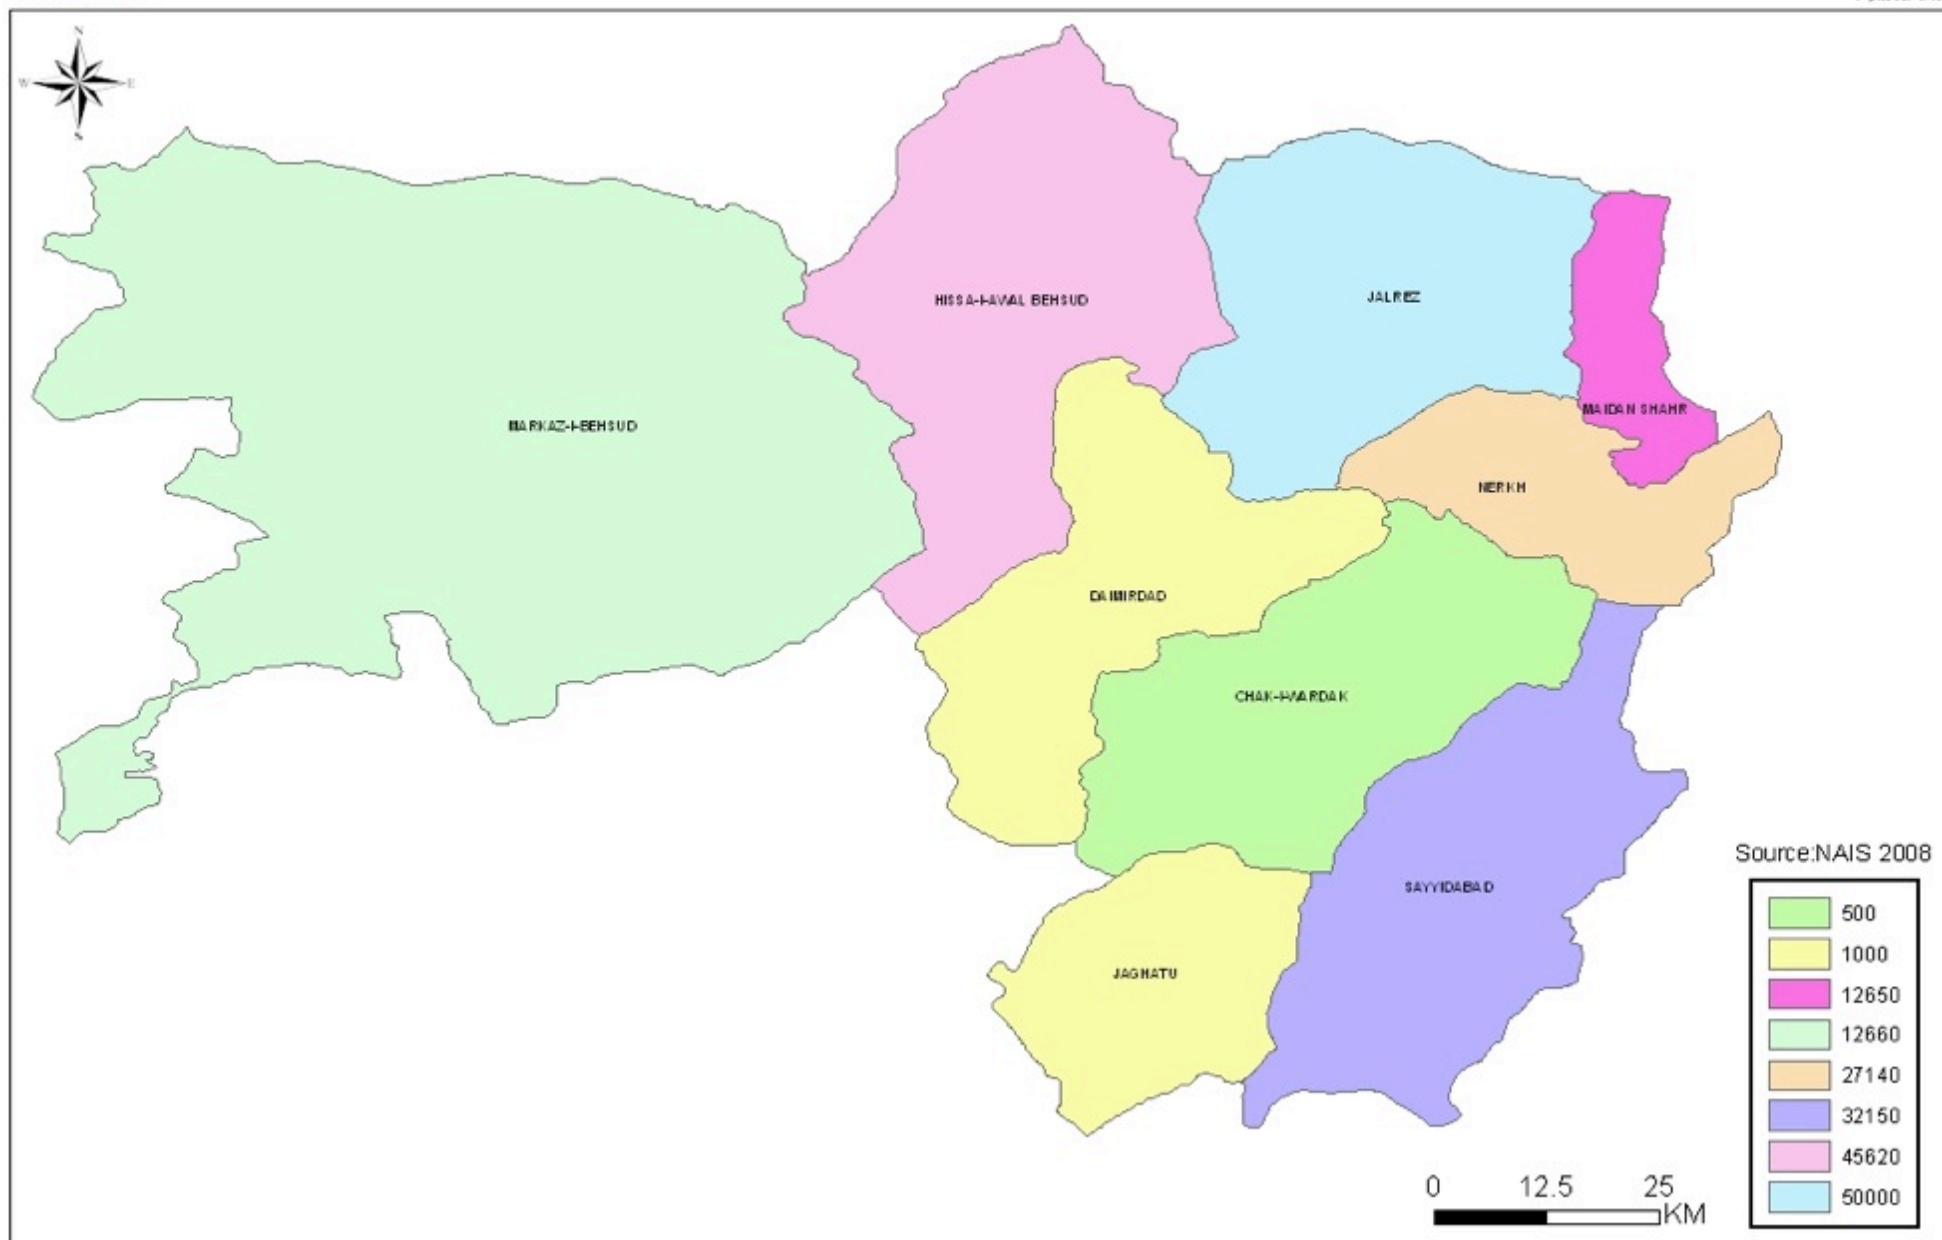 N
W E
N
HISSA-I-AWAL BEHSUD
JALREZ
MAIDAN SHAHR
MARKAZ-I-BEHSUD
NERKH
DAIMIRDAD
CHAK-I-WARDAK
SAYYIDABAD
JAGHATU
Source:NAIS 2008
500
1000
12650
12660
27140
32150
45620
50000
0 12.5 25
KM